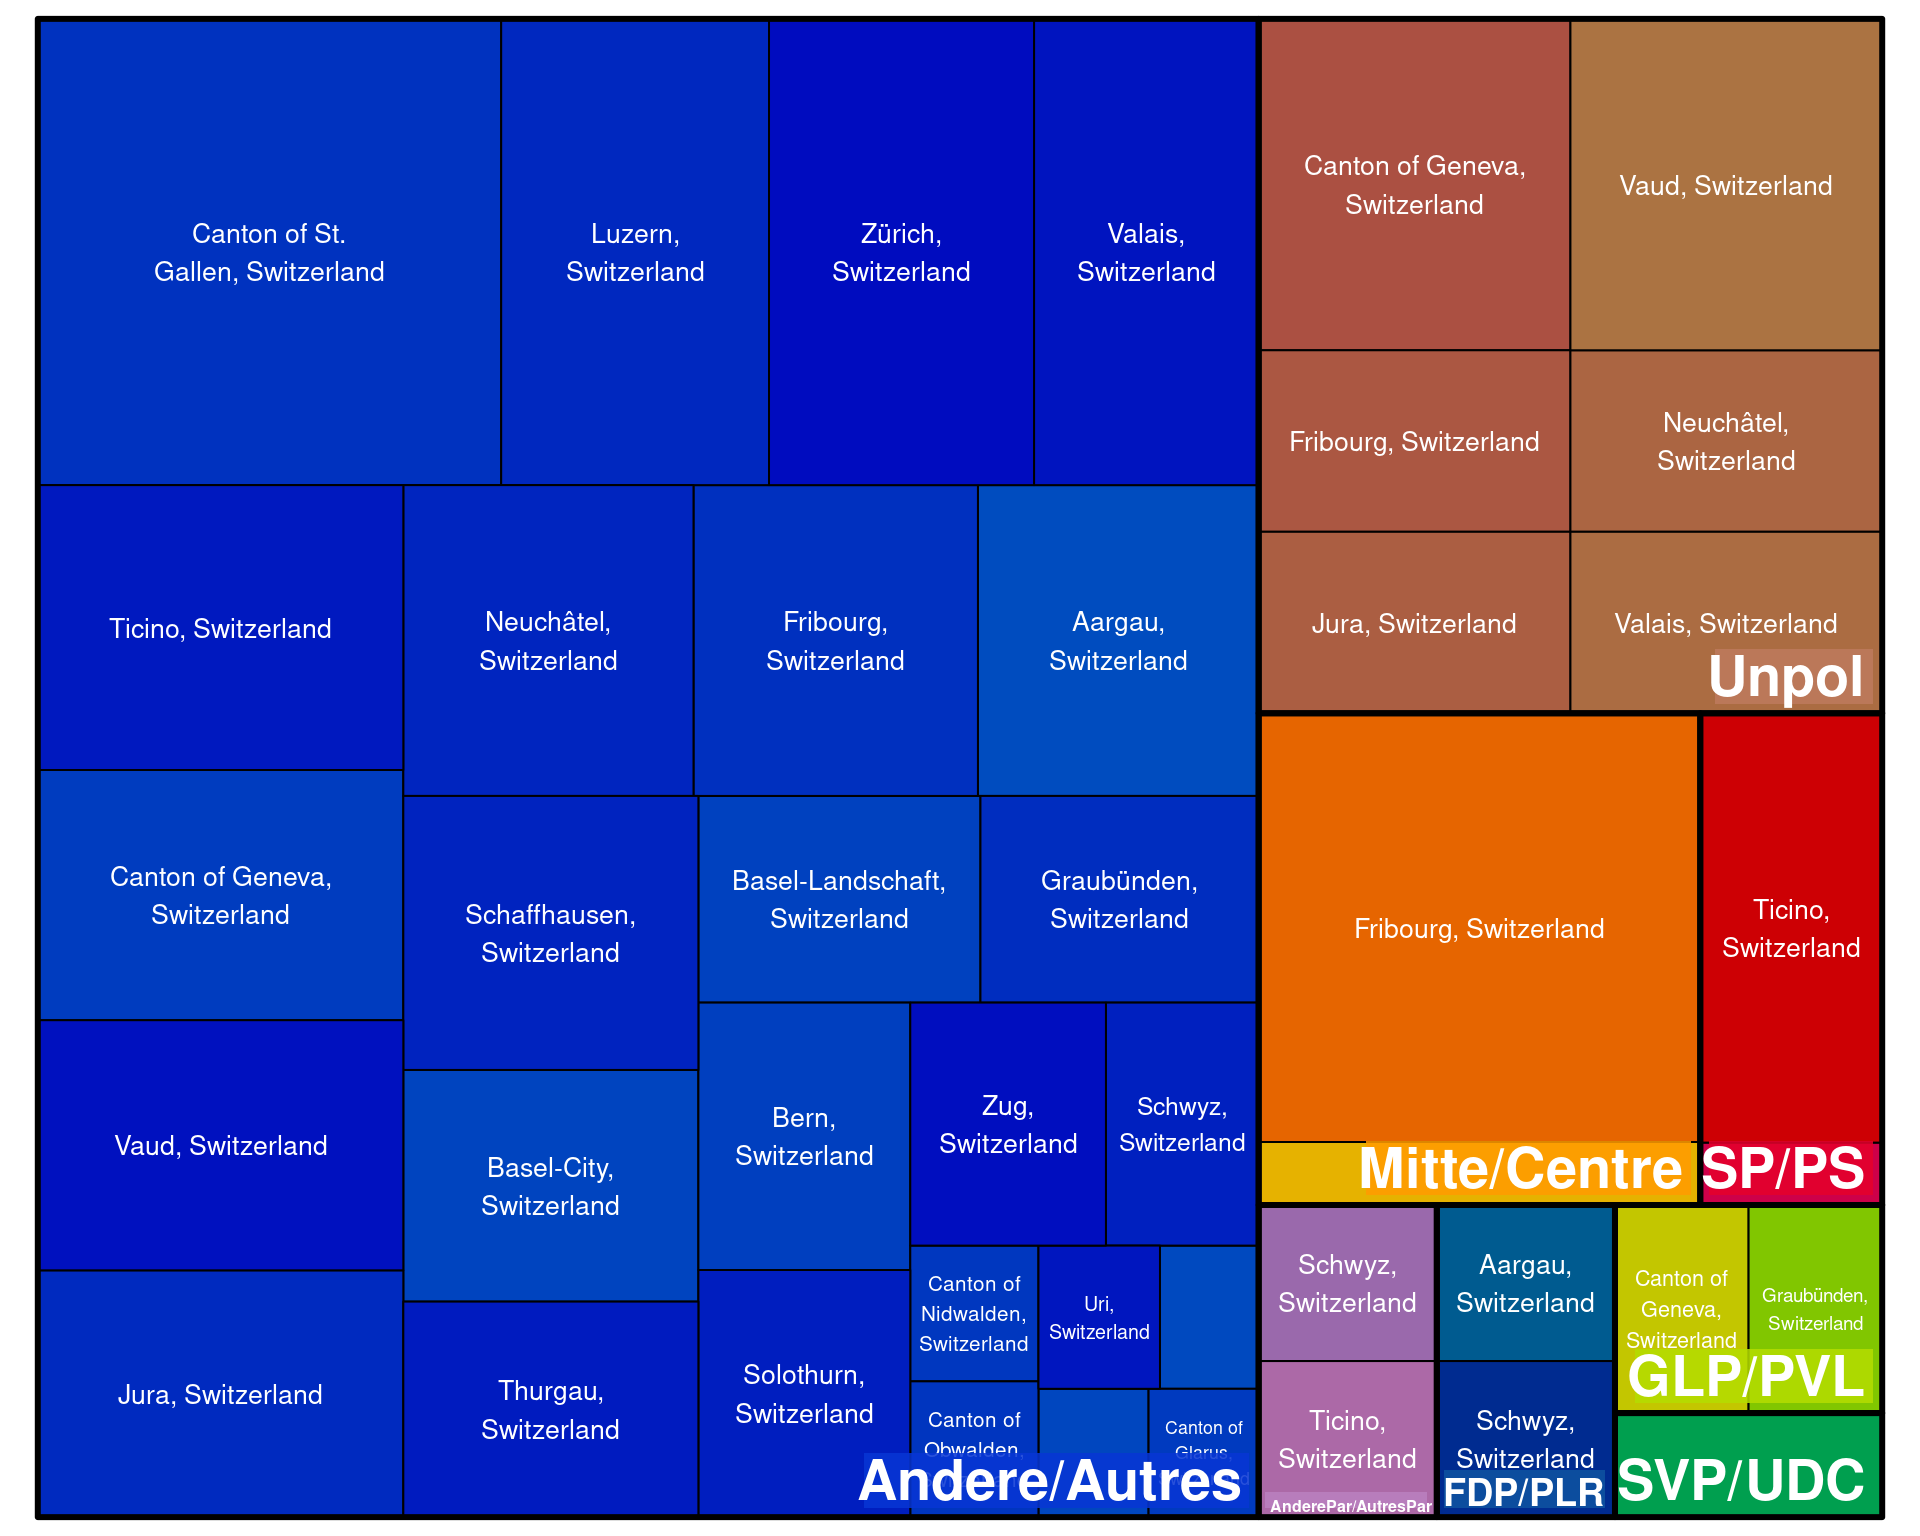 Canton of St.
Gallen, Switzerland
Luzern,
Switzerland
Zürich,
Switzerland
Valais,
Switzerland
Canton of Geneva,
Switzerland
Vaud, Switzerland
Fribourg, Switzerland
Neuchâtel,
Switzerland
Jura, Switzerland
Valais, Switzerland
Unpol
Ticino, Switzerland
Neuchâtel,
Switzerland
Fribourg,
Switzerland
Aargau,
Switzerland
Canton of Geneva,
Switzerland
Schaffhausen,
Switzerland
Basel-Landschaft,
Switzerland
Graubünden,
Switzerland
Vaud, Switzerland
Basel-City,
Switzerland
Bern,
Switzerland
Zug,
Switzerland
Schwyz,
Switzerland
Jura, Switzerland
Thurgau,
Switzerland
Solothurn,
Switzerland
Canton of
Nidwalden,
Switzerland
Uri,
Switzerland
Canton of
Obwalden,
Canton of
Glarus,
Andere/Autres
Fribourg, Switzerland
Mitte/Centre
Ticino,
Switzerland
SP/PS
Schwyz,
Switzerland
Ticino,
Switzerland
AnderePar/AutresPar
Aargau,
Switzerland
Schwyz,
Switzerland
FDP/PLR
Canton of
Geneva,
Switzerland
Graubünden,
Switzerland
GLP/PVL
SVP/UDC